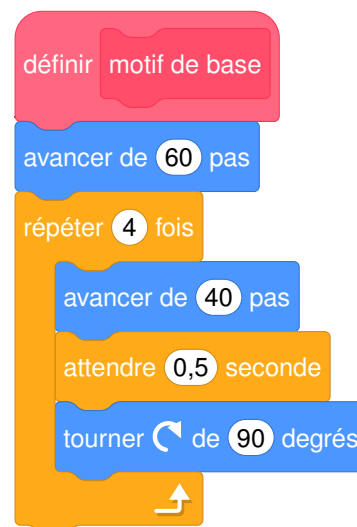 définir motif de base
avancer de 60 pas
répéter 4 fois
avancer de 40 pas
attendre 0,5 seconde
tourner de 90 degrés